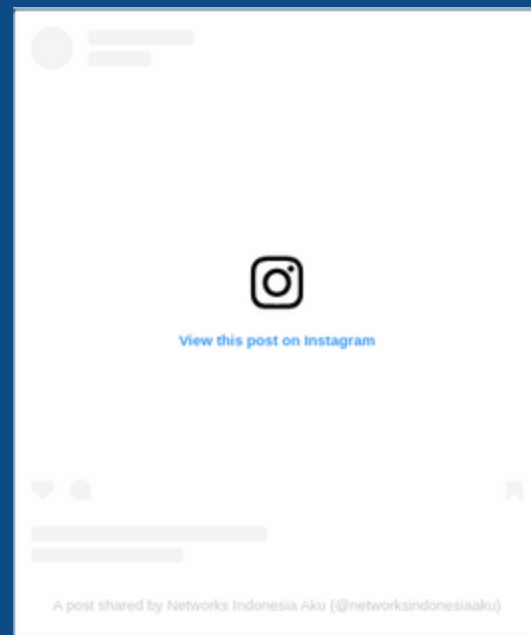 View this post on Instagram
A post shared by Networks Indonesia Aku (@networksindonesiaaku)